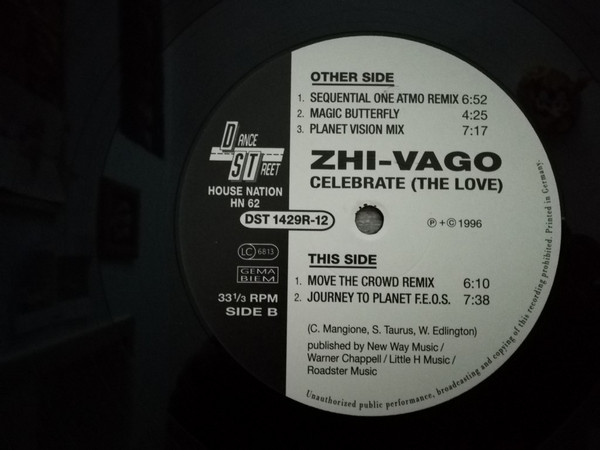 DANCE
STREET
HOUSE NATION
HN 62
DST 1429R-12
LC 6813
GEMA
BIEM
33 1/3 RPM
SIDE B
OTHER SIDE
1. SEQUENTIAL ONE ATMO REMIX 6:52
2. MAGIC BUTTERFLY 4:25
3. PLANET VISION MIX 7:17
ZHI-VAGO
CELEBRATE (THE LOVE)
℗ + © 1996
THIS SIDE
1. MOVE THE CROWD REMIX 6:10
2. JOURNEY TO PLANET F.E.O.S. 7:38
(C. Mangione, S. Taurus, W. Edlington)
published by New Way Music /
Warner Chappell / Little H Music /
Roadster Music
Unauthorized public performance, broadcasting and copying of this recording prohibited. Printed in Germany.